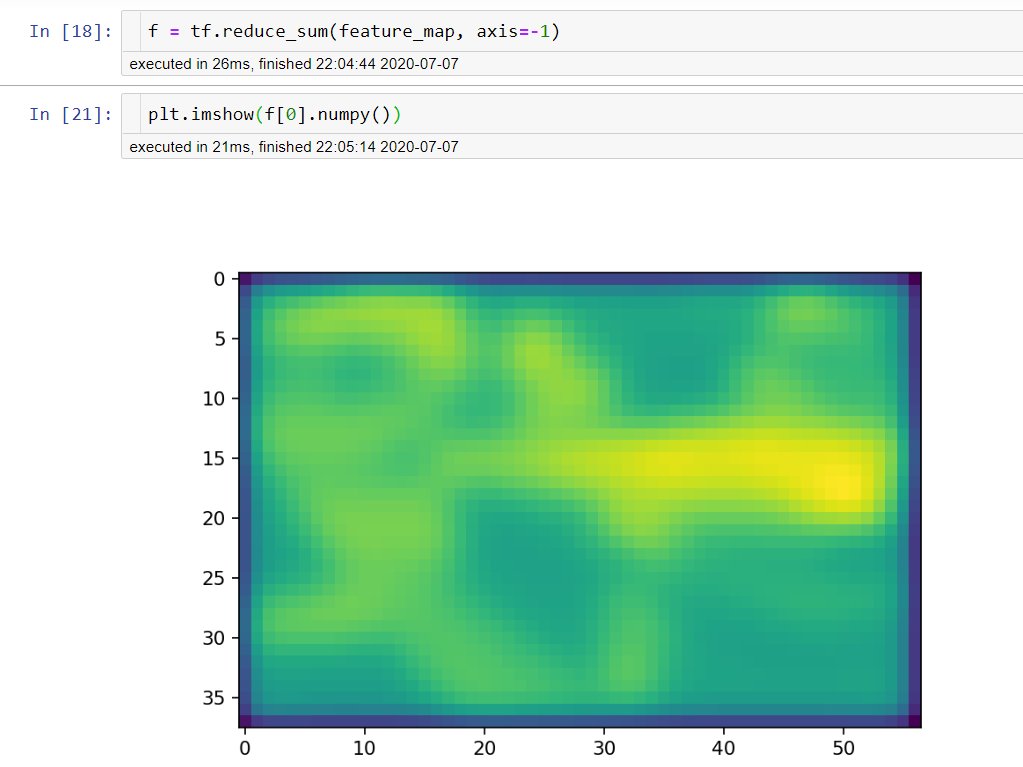 In [18]: f = tf.reduce_sum(feature_map, axis=-1)
executed in 26ms, finished 22:04:44 2020-07-07
In [21]: plt.imshow(f[0].numpy())
executed in 21ms, finished 22:05:14 2020-07-07
0
5
10
15
20
25
30
35
0 10 20 30 40 50